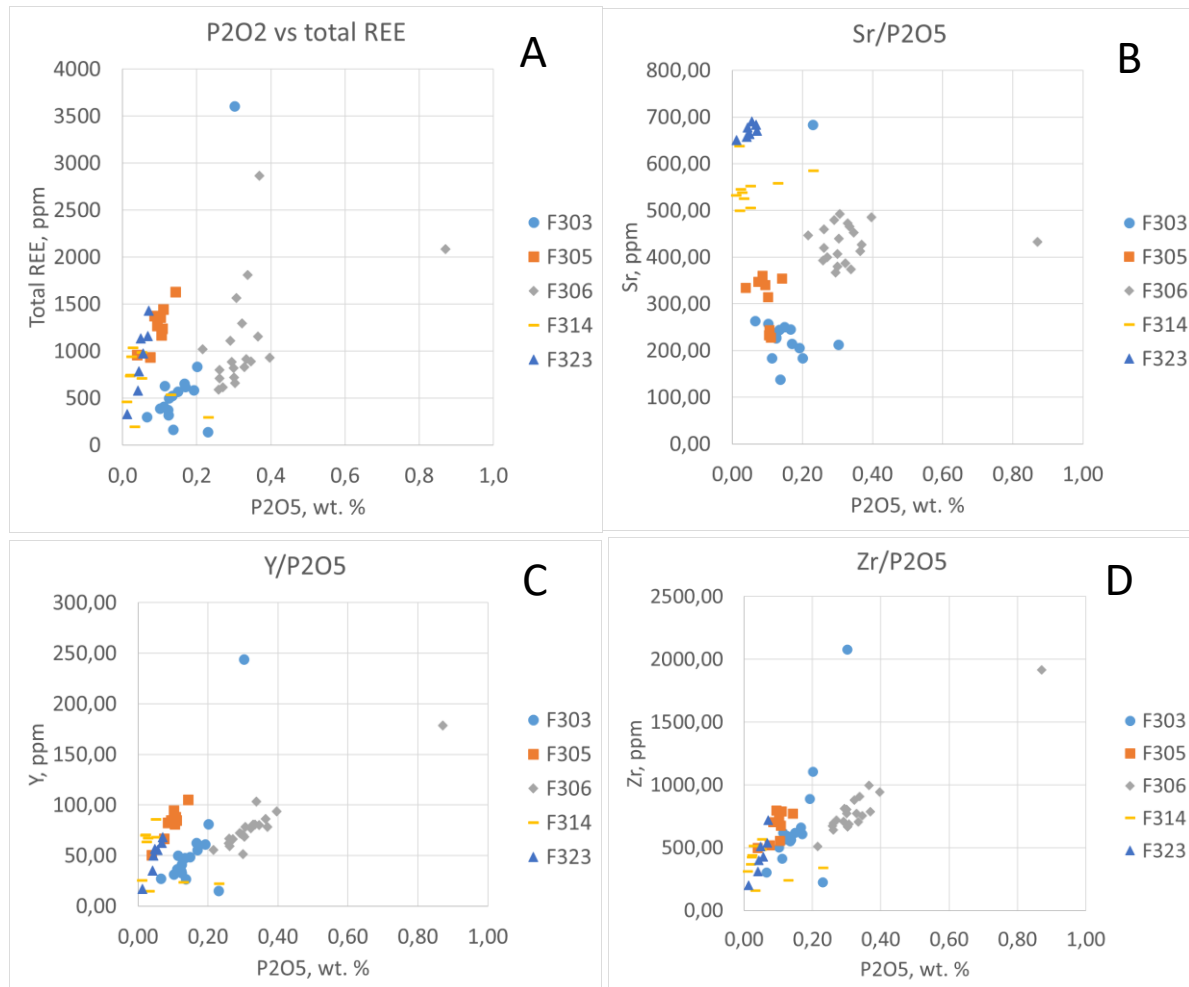 P2O2 vs total REE
A
4000
3500
3000
2500
2000
1500
1000
500
0
Total REE, ppm
0,0 0,2 0,4 0,6 0,8 1,0
P2O5, wt. %
F303
F305
F306
F314
F323
Sr/P2O5
B
800,00
700,00
600,00
500,00
400,00
300,00
200,00
100,00
0,00
Sr, ppm
0,00 0,20 0,40 0,60 0,80 1,00
P2O5, wt. %
F303
F305
F306
F314
F323
Y/P2O5
C
300,00
250,00
200,00
150,00
100,00
50,00
0,00
Y, ppm
0,00 0,20 0,40 0,60 0,80 1,00
P2O5, wt. %
F303
F305
F306
F314
F323
Zr/P2O5
D
2500,00
2000,00
1500,00
1000,00
500,00
0,00
Zr, ppm
0,00 0,20 0,40 0,60 0,80 1,00
P2O5, wt. %
F303
F305
F306
F314
F323